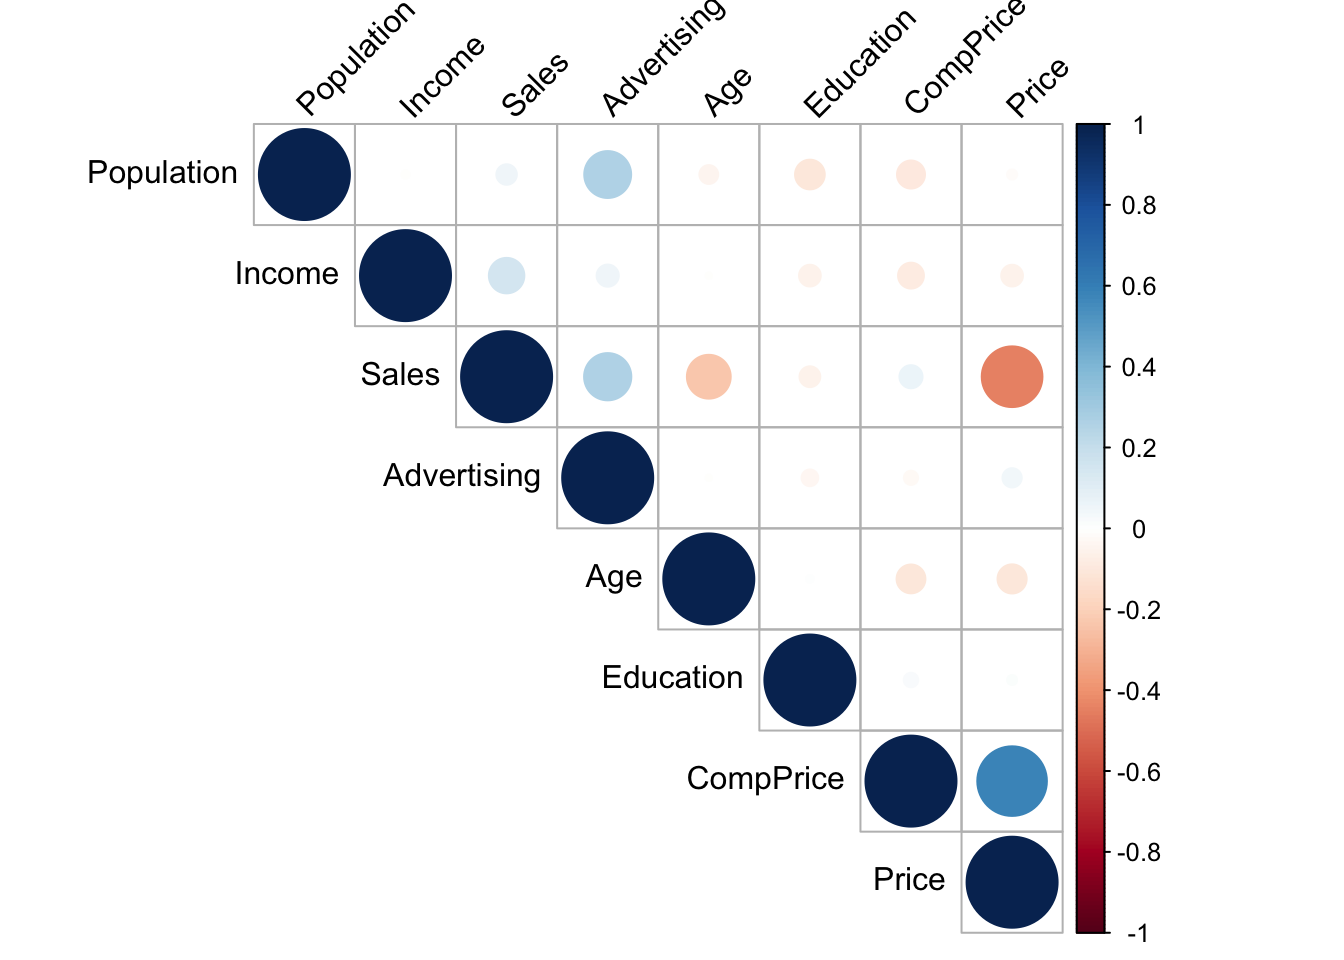 Population
Income
Sales
Advertising
Age
Education
CompPrice
Price
Population
Income
Sales
Advertising
Age
Education
CompPrice
Price
1
0.8
0.6
0.4
0.2
0
-0.2
-0.4
-0.6
-0.8
-1